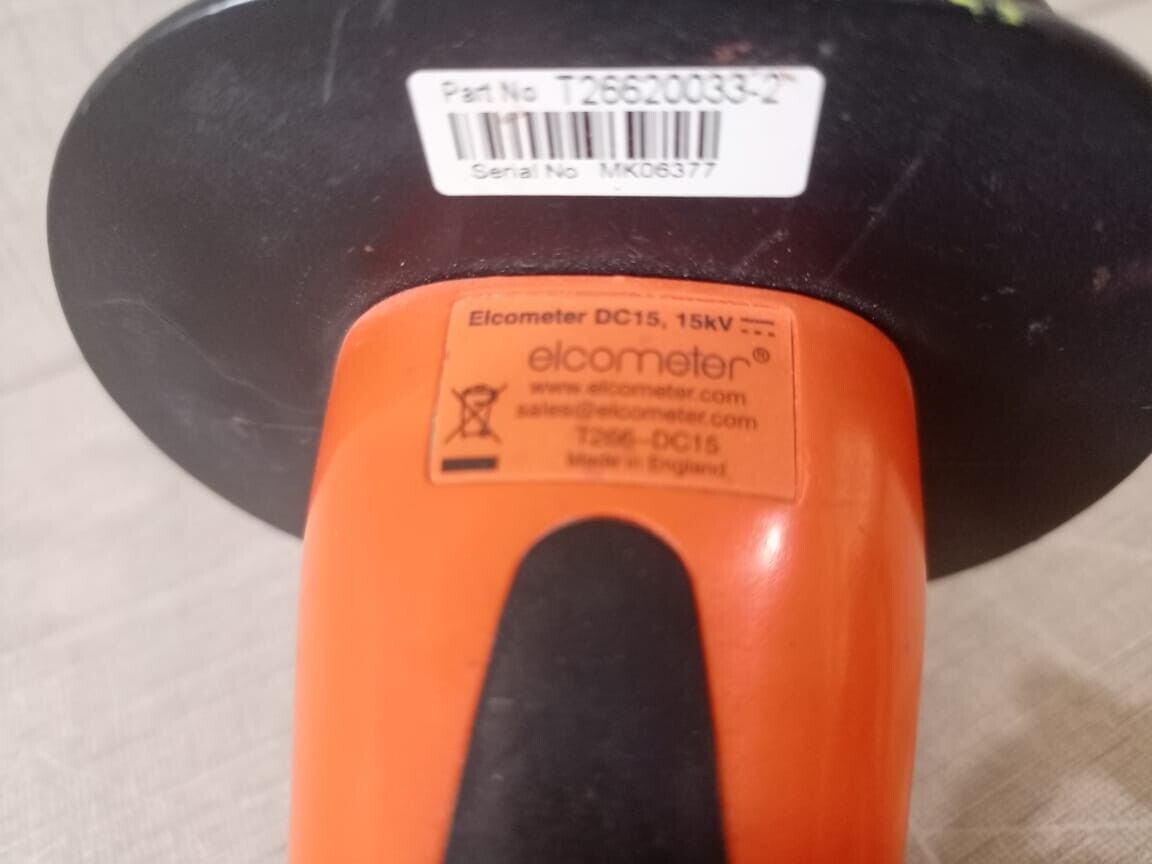 Part No T26620033-2
Serial No MK06377
Elcometer DC15, 15kV
elcometer®
www.elcometer.com
sales@elcometer.com
T266--DC15
Made in England